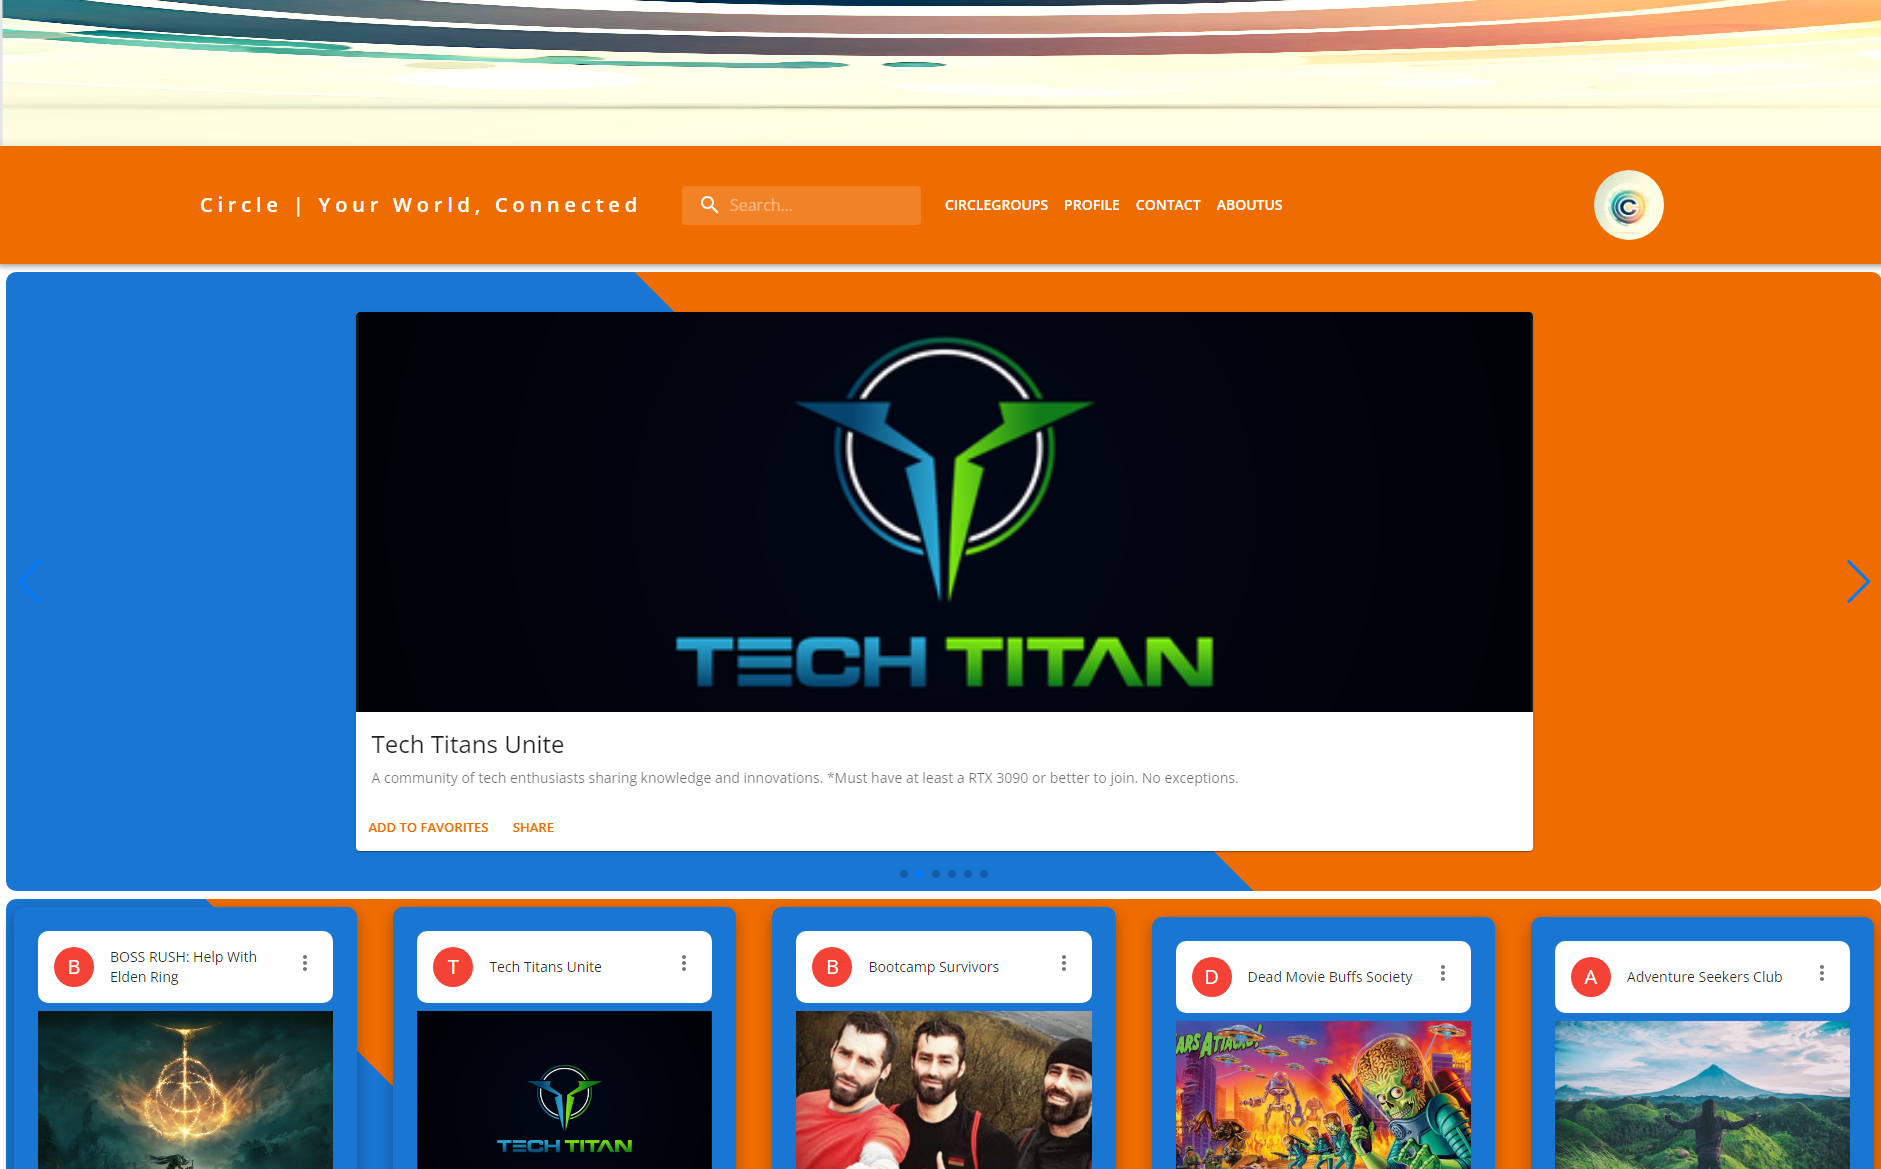 Circle | Your World, Connected
Search...
CIRCLEGROUPS PROFILE CONTACT ABOUTUS
C
TECH TITAN
Tech Titans Unite
A community of tech enthusiasts sharing knowledge and innovations. *Must have at least a RTX 3090 or better to join. No exceptions.
ADD TO FAVORITES SHARE
B
BOSS RUSH: Help With
Elden Ring
T
Tech Titans Unite
B
Bootcamp Survivors
D
Dead Movie Buffs Society
A
Adventure Seekers Club
TECH TITAN
ARS ATTACKS!